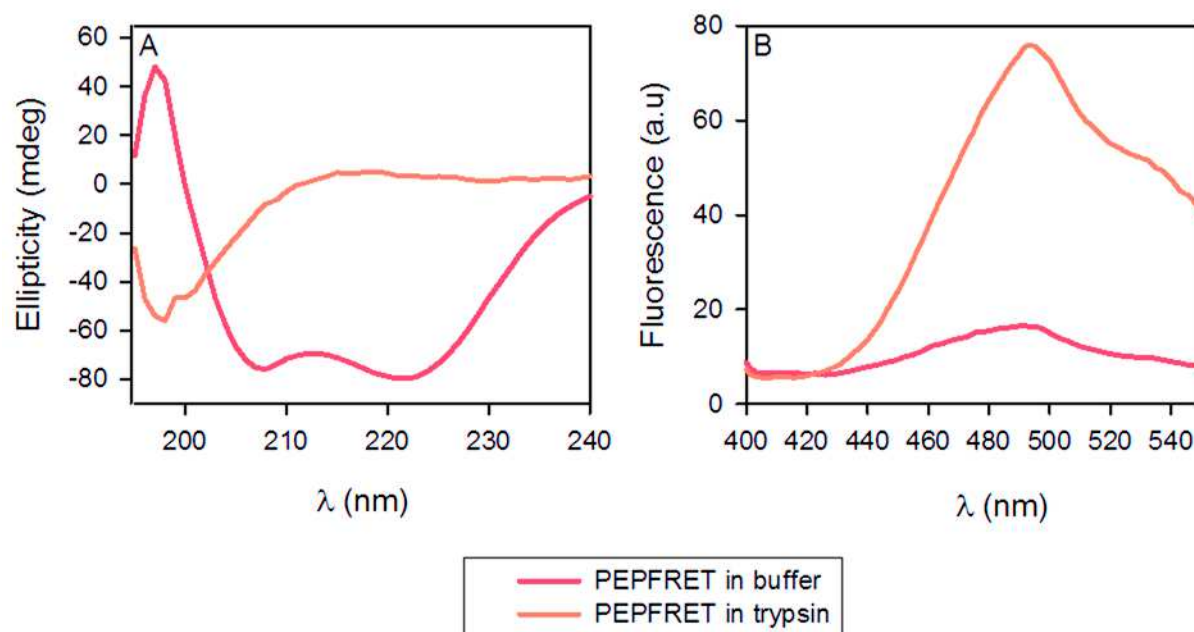 A
B
Ellipticity (mdeg)
60
40
20
0
-20
-40
-60
-80
200 210 220 230 240
λ (nm)
Fluorescence (a.u)
80
60
40
20
0
400 420 440 460 480 500 520 540
λ (nm)
PEPFRET in buffer
PEPFRET in trypsin